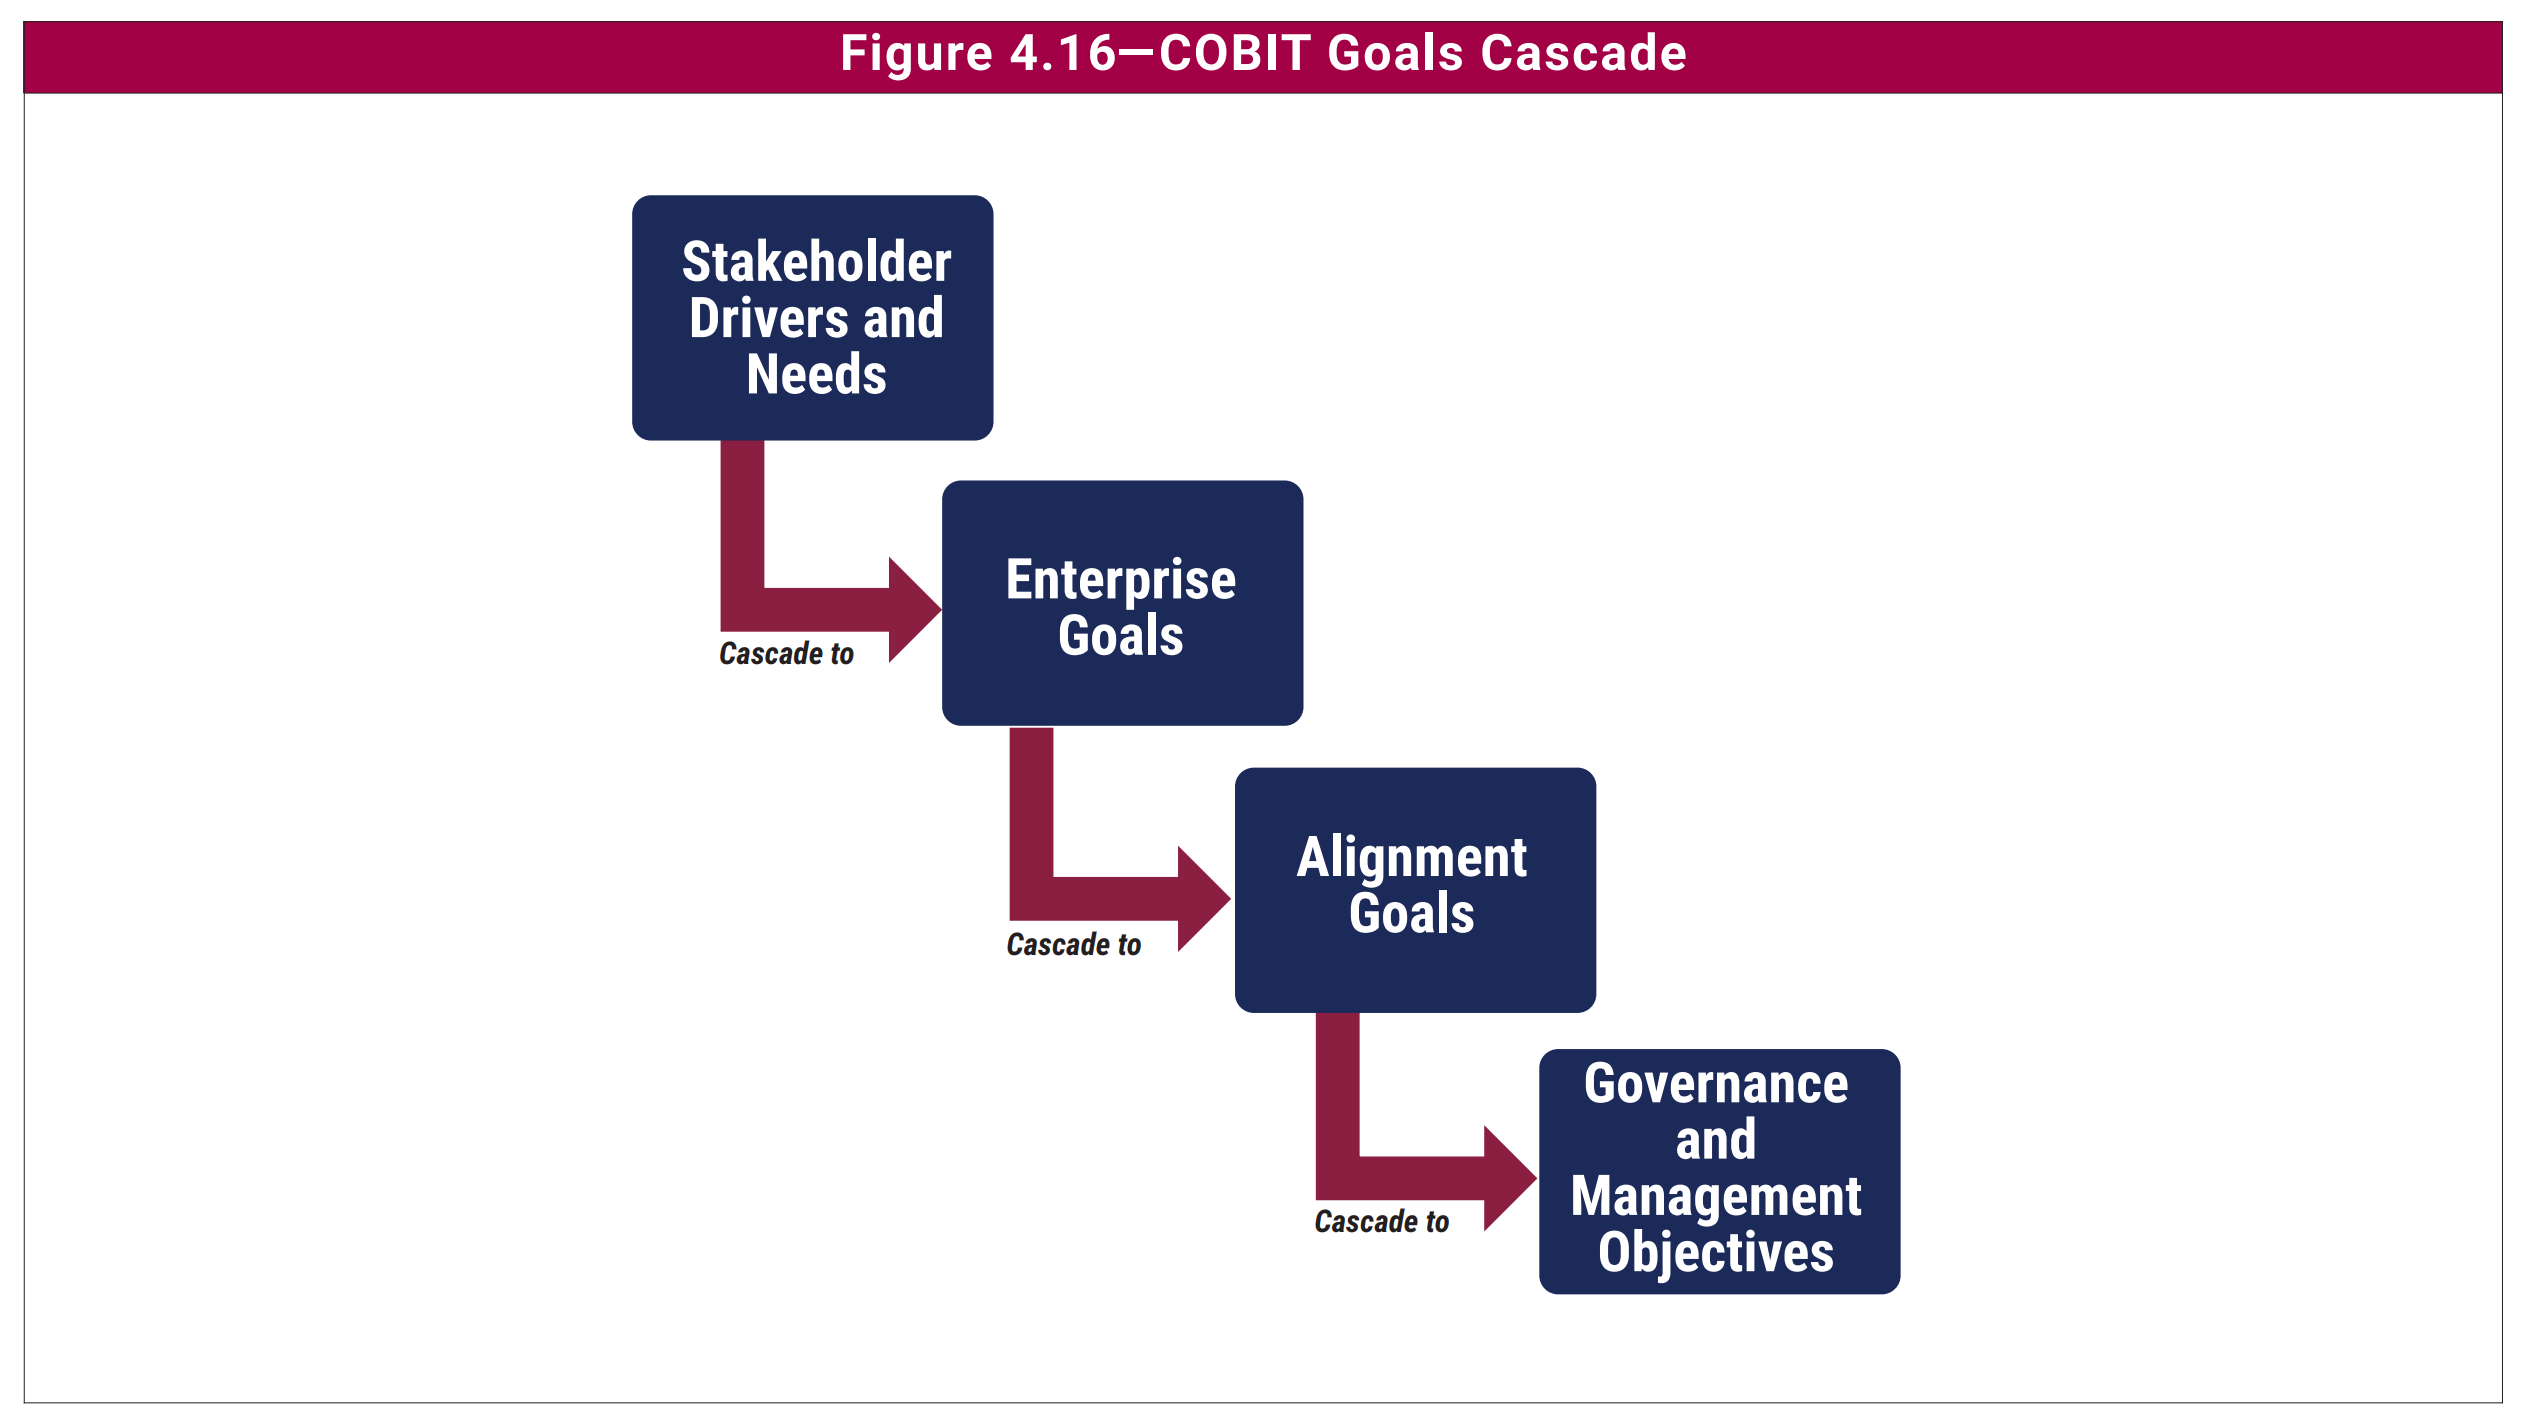 Figure 4.16—COBIT Goals Cascade
Stakeholder
Drivers and
Needs
Cascade to
Enterprise
Goals
Cascade to
Alignment
Goals
Cascade to
Governance
and
Management
Objectives